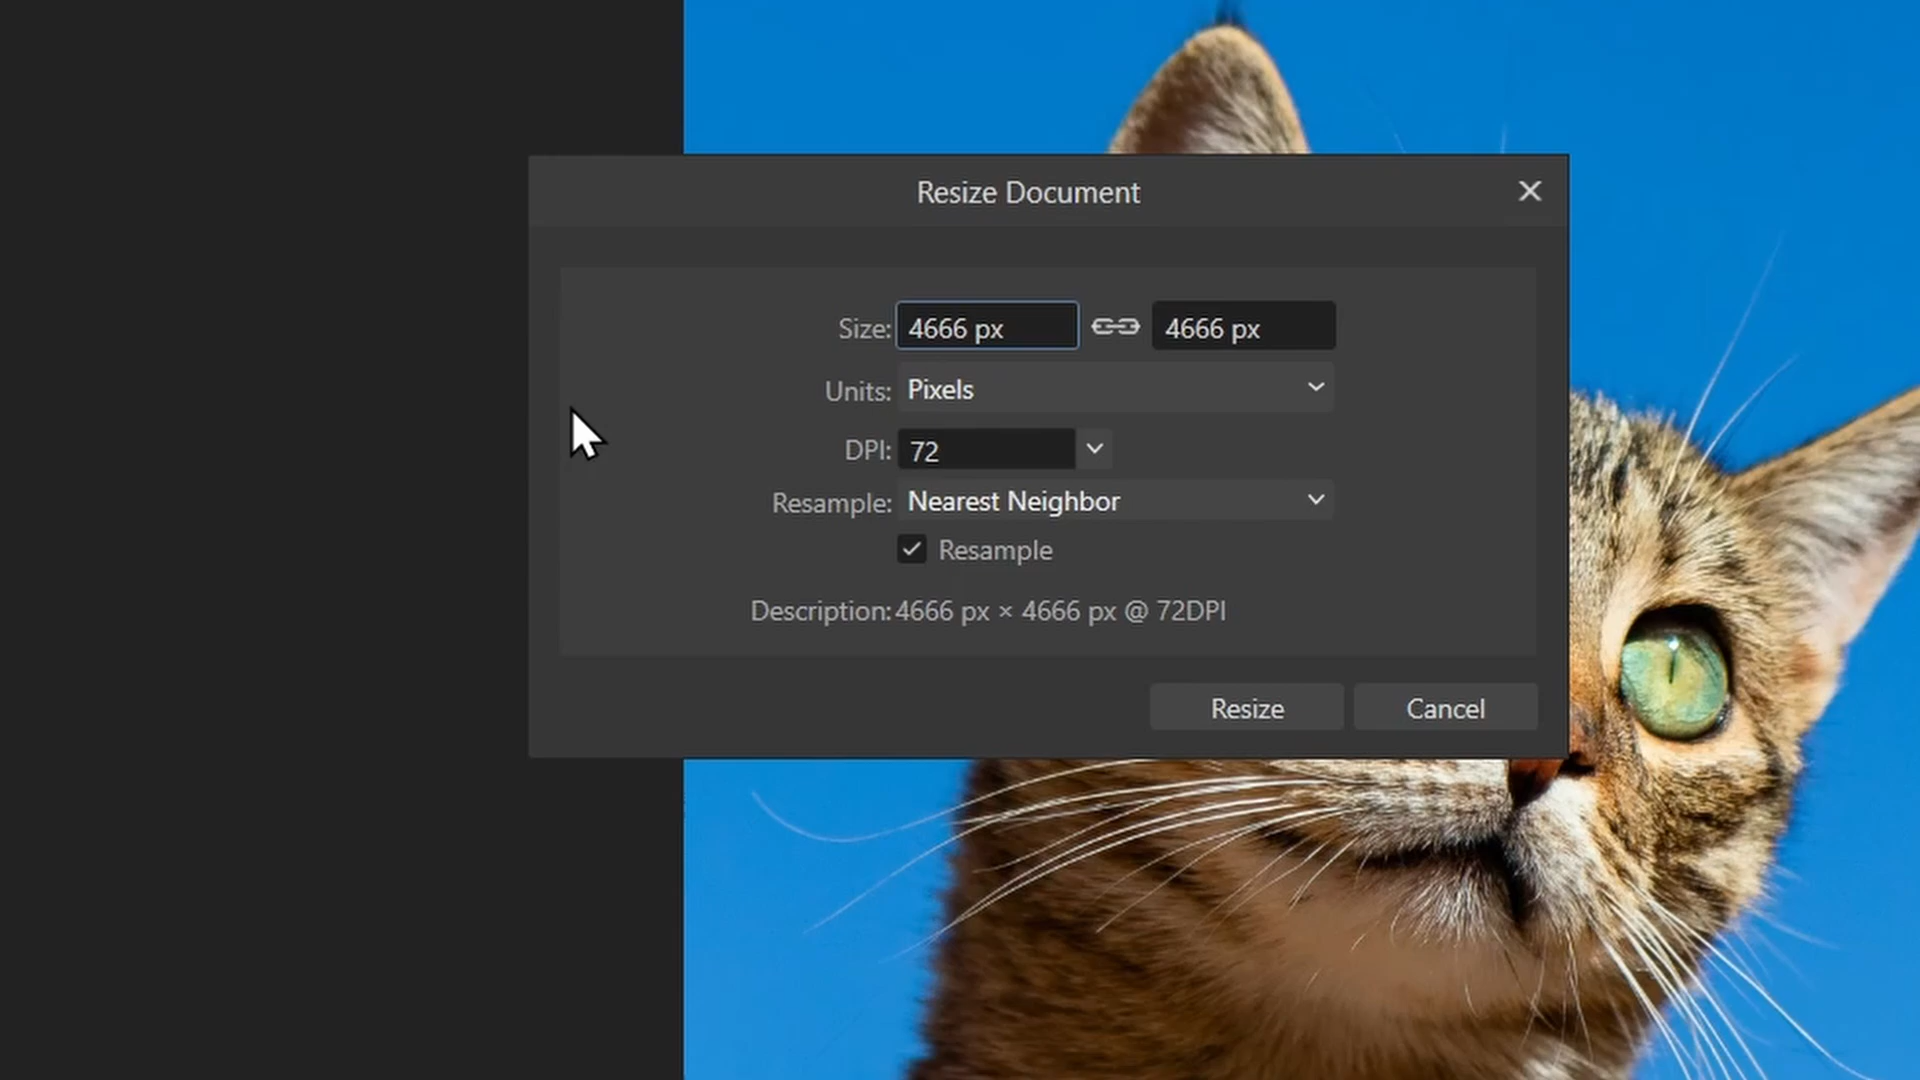 Resize Document
Size: 4666 px 4666 px
Units: Pixels
DPI: 72
Resample: Nearest Neighbor
Resample
Description: 4666 px × 4666 px @ 72DPI
Resize Cancel